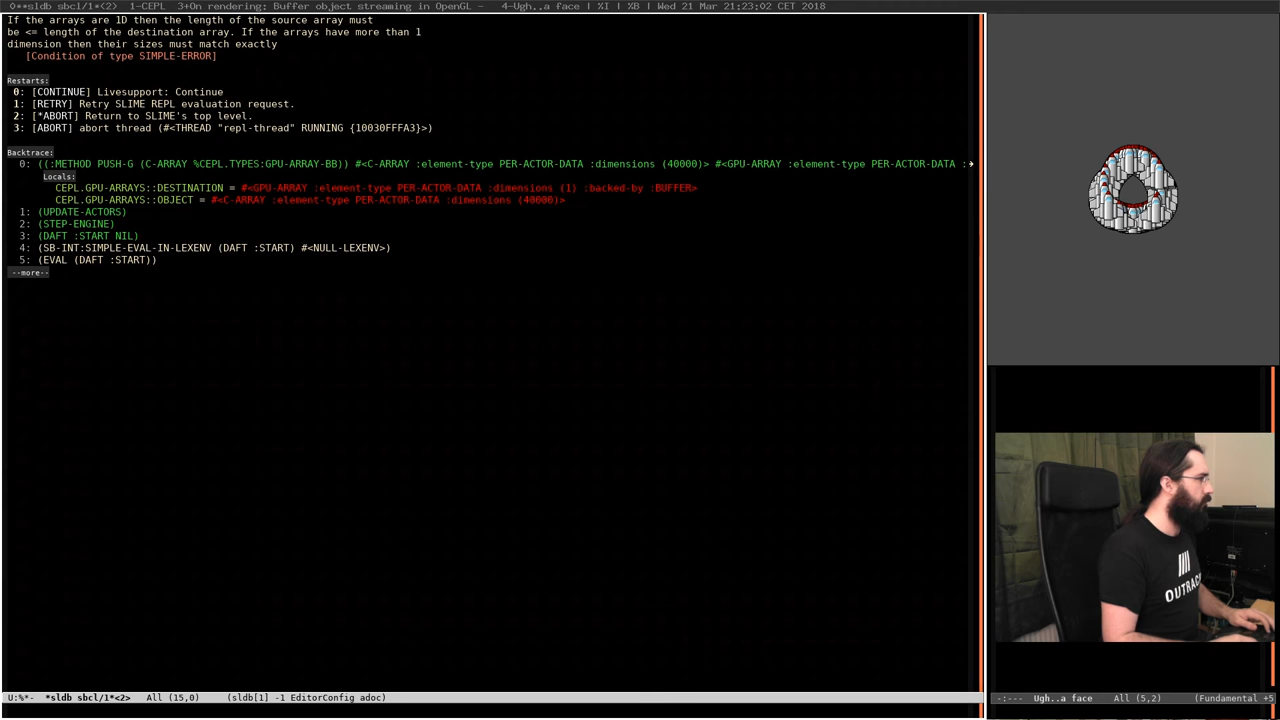 0**sldb sbcl/1*<2>  1-CEPL  3+On rendering: Buffer object streaming in OpenGL -   4-Ugh..a face | %I | %B | Wed 21 Mar 21:23:02 CET 2018
If the arrays are 1D then the length of the source array must
be <= length of the destination array. If the arrays have more than 1
dimension then their sizes must match exactly
[Condition of type SIMPLE-ERROR]
Restarts:
0: [CONTINUE] Livesupport: Continue
1: [RETRY] Retry SLIME REPL evaluation request.
2: [*ABORT] Return to SLIME's top level.
3: [ABORT] abort thread (#<THREAD "repl-thread" RUNNING {10030FFFA3}>)
Backtrace:
0: ((:METHOD PUSH-G (C-ARRAY %CEPL.TYPES:GPU-ARRAY-BB)) #<C-ARRAY :element-type PER-ACTOR-DATA :dimensions (40000)> #<GPU-ARRAY :element-type PER-ACTOR-DATA :
Locals:
CEPL.GPU-ARRAYS::DESTINATION = #<GPU-ARRAY :element-type PER-ACTOR-DATA :dimensions (1) :backed-by :BUFFER>
CEPL.GPU-ARRAYS::OBJECT = #<C-ARRAY :element-type PER-ACTOR-DATA :dimensions (40000)>
1: (UPDATE-ACTORS)
2: (STEP-ENGINE)
3: (DAFT :START NIL)
4: (SB-INT:SIMPLE-EVAL-IN-LEXENV (DAFT :START) #<NULL-LEXENV>)
5: (EVAL (DAFT :START))
--more--
OUTRAC
U:%*-  *sldb sbcl/1*<2>   All (15,0)     (sldb[1] -1 EditorConfig adoc)
-:---  Ugh..a face    All (5,2)      (Fundamental +5